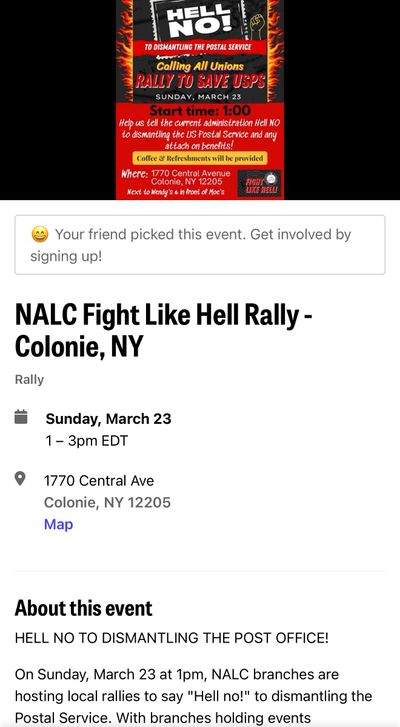 HELL
NO!
TO DISMANTLING THE POSTAL SERVICE
Calling All Unions
RALLY TO SAVE USPS
SUNDAY, MARCH 23
Start time: 1:00
Help us tell the current administration Hell NO
to dismantling the US Postal Service and any
attack on benefits!
Coffee & Refreshments will be provided
Where: 1770 Central Avenue
Colonie, NY 12205
Next to Wendy's & in front of Moe's
FIGHT
LIKE HELL!
Your friend picked this event. Get involved by
signing up!
NALC Fight Like Hell Rally -
Colonie, NY
Rally
Sunday, March 23
1 – 3pm EDT
1770 Central Ave
Colonie, NY 12205
Map
About this event
HELL NO TO DISMANTLING THE POST OFFICE!
On Sunday, March 23 at 1pm, NALC branches are
hosting local rallies to say "Hell no!" to dismantling the
Postal Service. With branches holding events